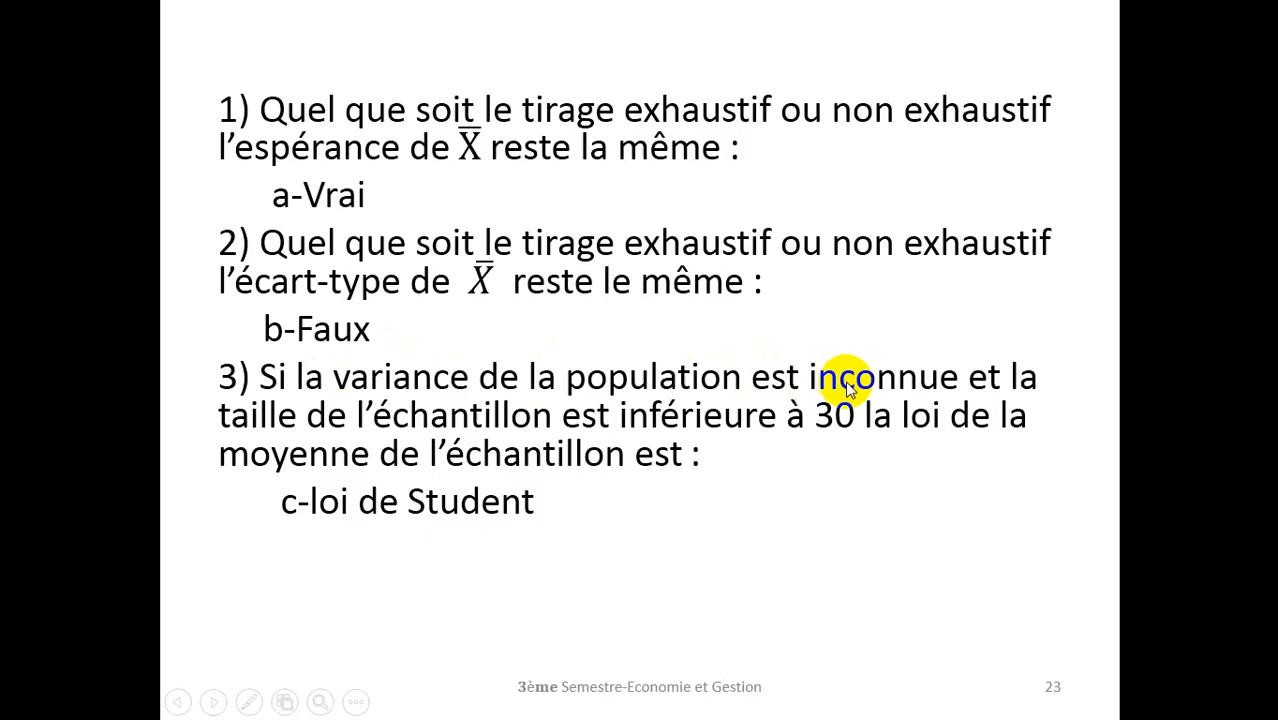 1) Quel que soit le tirage exhaustif ou non exhaustif
l’espérance de X̅ reste la même :
a-Vrai
2) Quel que soit le tirage exhaustif ou non exhaustif
l’écart-type de X̅ reste le même :
b-Faux
3) Si la variance de la population est inconnue et la
taille de l’échantillon est inférieure à 30 la loi de la
moyenne de l’échantillon est :
c-loi de Student
3ème Semestre-Economie et Gestion
23